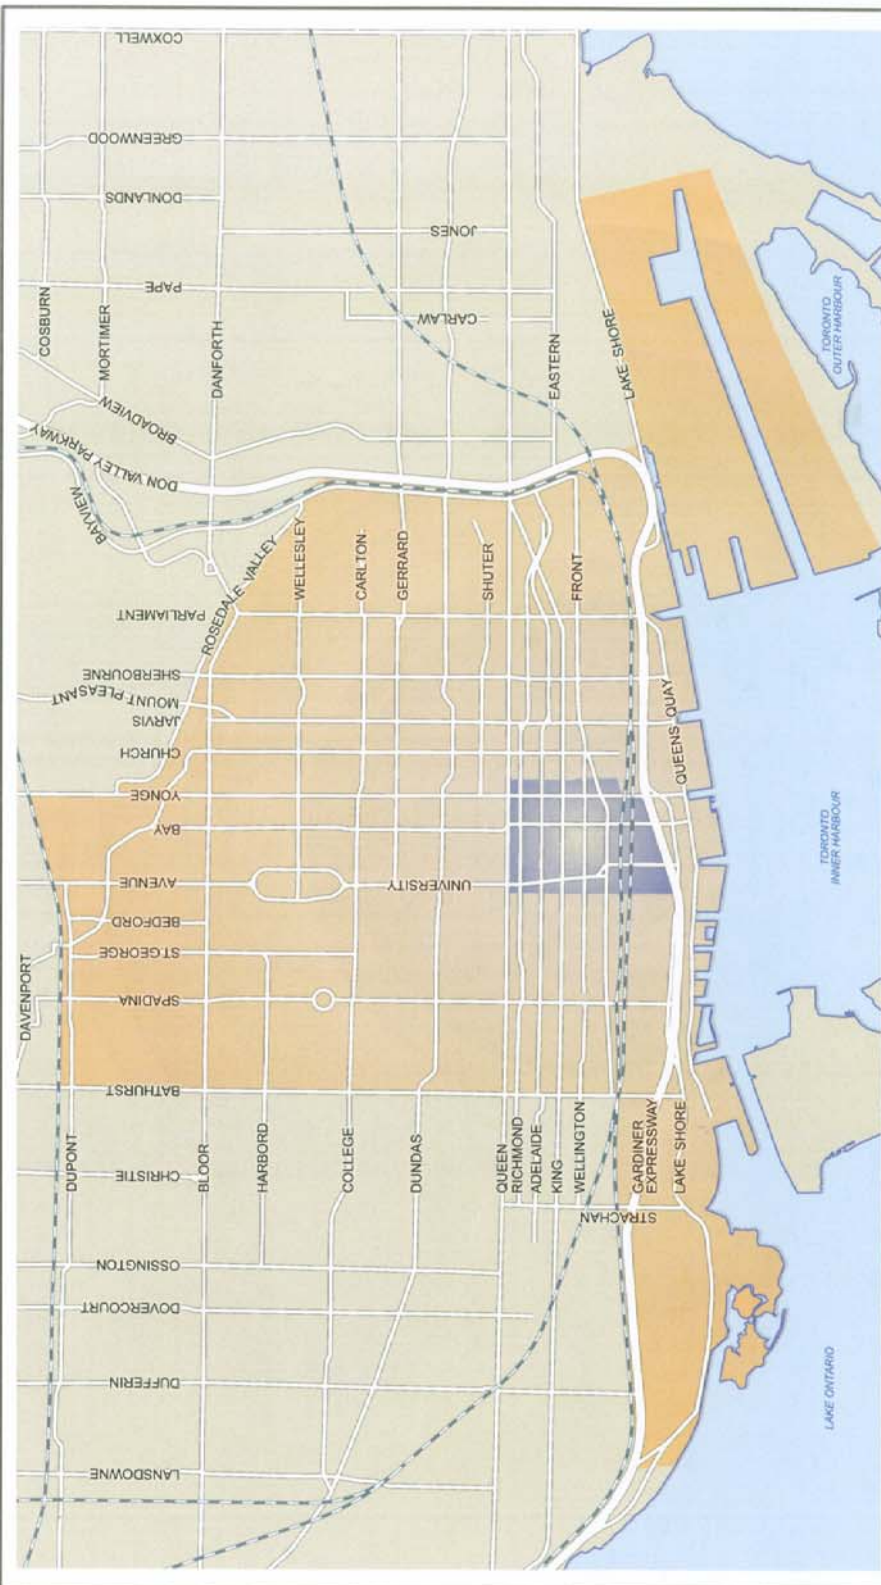 COXWELL
GREENWOOD
DONLANDS
JONES
PAPE
CARLAW
COSBURN
MORTIMER
DANFORTH
BROADVIEW
DON VALLEY PARKWAY
BAYVIEW
EASTERN
LAKE SHORE
TORONTO
OUTER HARBOUR
ROSEDALE VALLEY
WELLESLEY
CARLTON
GERRARD
SHUTER
FRONT
PARLIAMENT
SHERBOURNE
MOUNT PLEASANT
JARVIS
CHURCH
YONGE
BAY
AVENUE
UNIVERSITY
BEDFORD
ST.GEORGE
SPADINA
BATHURST
QUEENS QUAY
TORONTO
INNER HARBOUR
DAVENPORT
DUPONT
BLOOR
HARBORD
COLLEGE
DUNDAS
QUEEN
RICHMOND
ADELAIDE
KING
WELLINGTON
GARDINER
EXPRESSWAY
LAKE SHORE
CHRISTIE
STRACHAN
OSSINGTON
DOVERCOURT
DUFFERIN
LANSDOWNE
LAKE ONTARIO